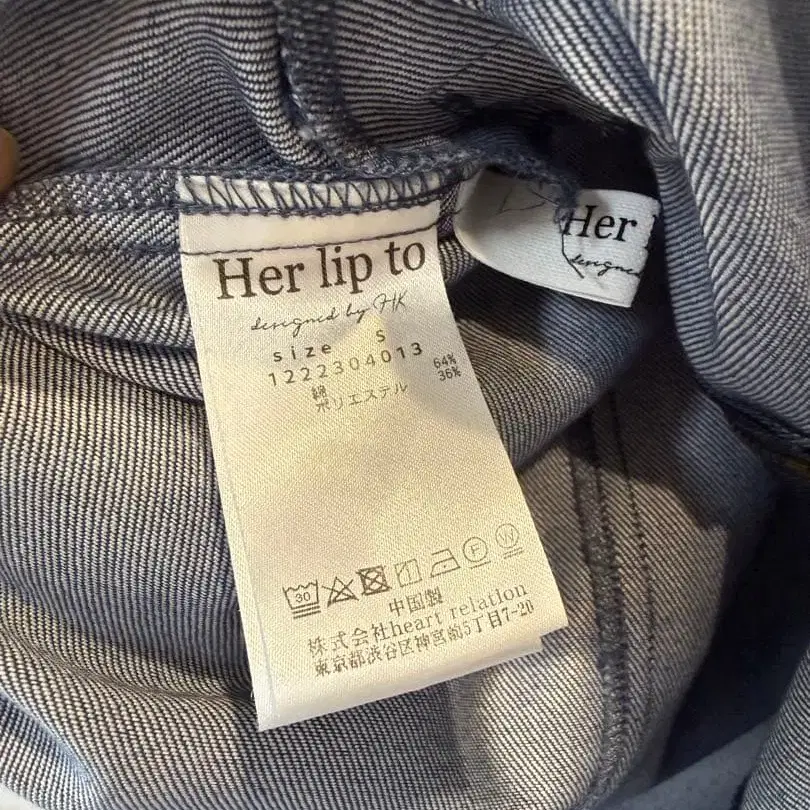 Her lip to
designed by HK
size S
1222304013
綿 64%
ポリエステル 36%
30
P
W
中国製
株式会社heart relation
東京都渋谷区神宮前5丁目7-20
Her
designed